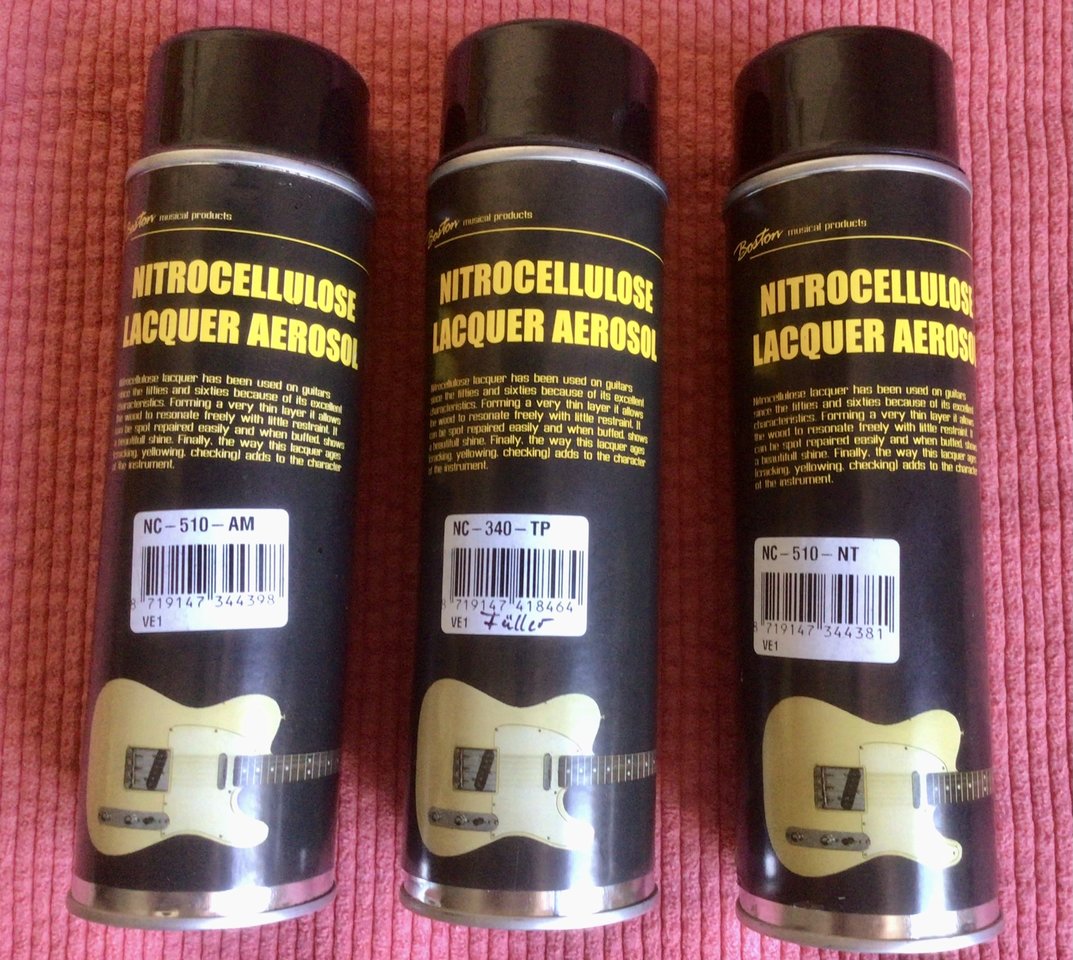 Boston musical products
NITROCELLULOSE
LACQUER AEROSOL
Nitrocellulose lacquer has been used on guitars
since the fifties and sixties because of its excellent
characteristics. Forming a very thin layer it allows
the wood to resonate freely with little restraint. It
can be spot repaired easily and when buffed, shows
a beautifull shine. Finally, the way this lacquer ages
(cracking, yellowing, checking) adds to the character
of the instrument.
NC-510-AM
8 719147 344398
VE1
Boston musical products
NITROCELLULOSE
LACQUER AEROSOL
Nitrocellulose lacquer has been used on guitars
since the fifties and sixties because of its excellent
characteristics. Forming a very thin layer it allows
the wood to resonate freely with little restraint. It
can be spot repaired easily and when buffed, shows
a beautifull shine. Finally, the way this lacquer ages
(cracking, yellowing, checking) adds to the character
of the instrument.
NC-340-TP
8 719147 418464
VE1 Füller
Boston musical products
NITROCELLULOSE
LACQUER AEROSOL
Nitrocellulose lacquer has been used on guitars
since the fifties and sixties because of its excellent
characteristics. Forming a very thin layer it allows
the wood to resonate freely with little restraint. It
can be spot repaired easily and when buffed, shows
a beautifull shine. Finally, the way this lacquer ages
(cracking, yellowing, checking) adds to the character
of the instrument.
NC-510-NT
8 719147 344381
VE1